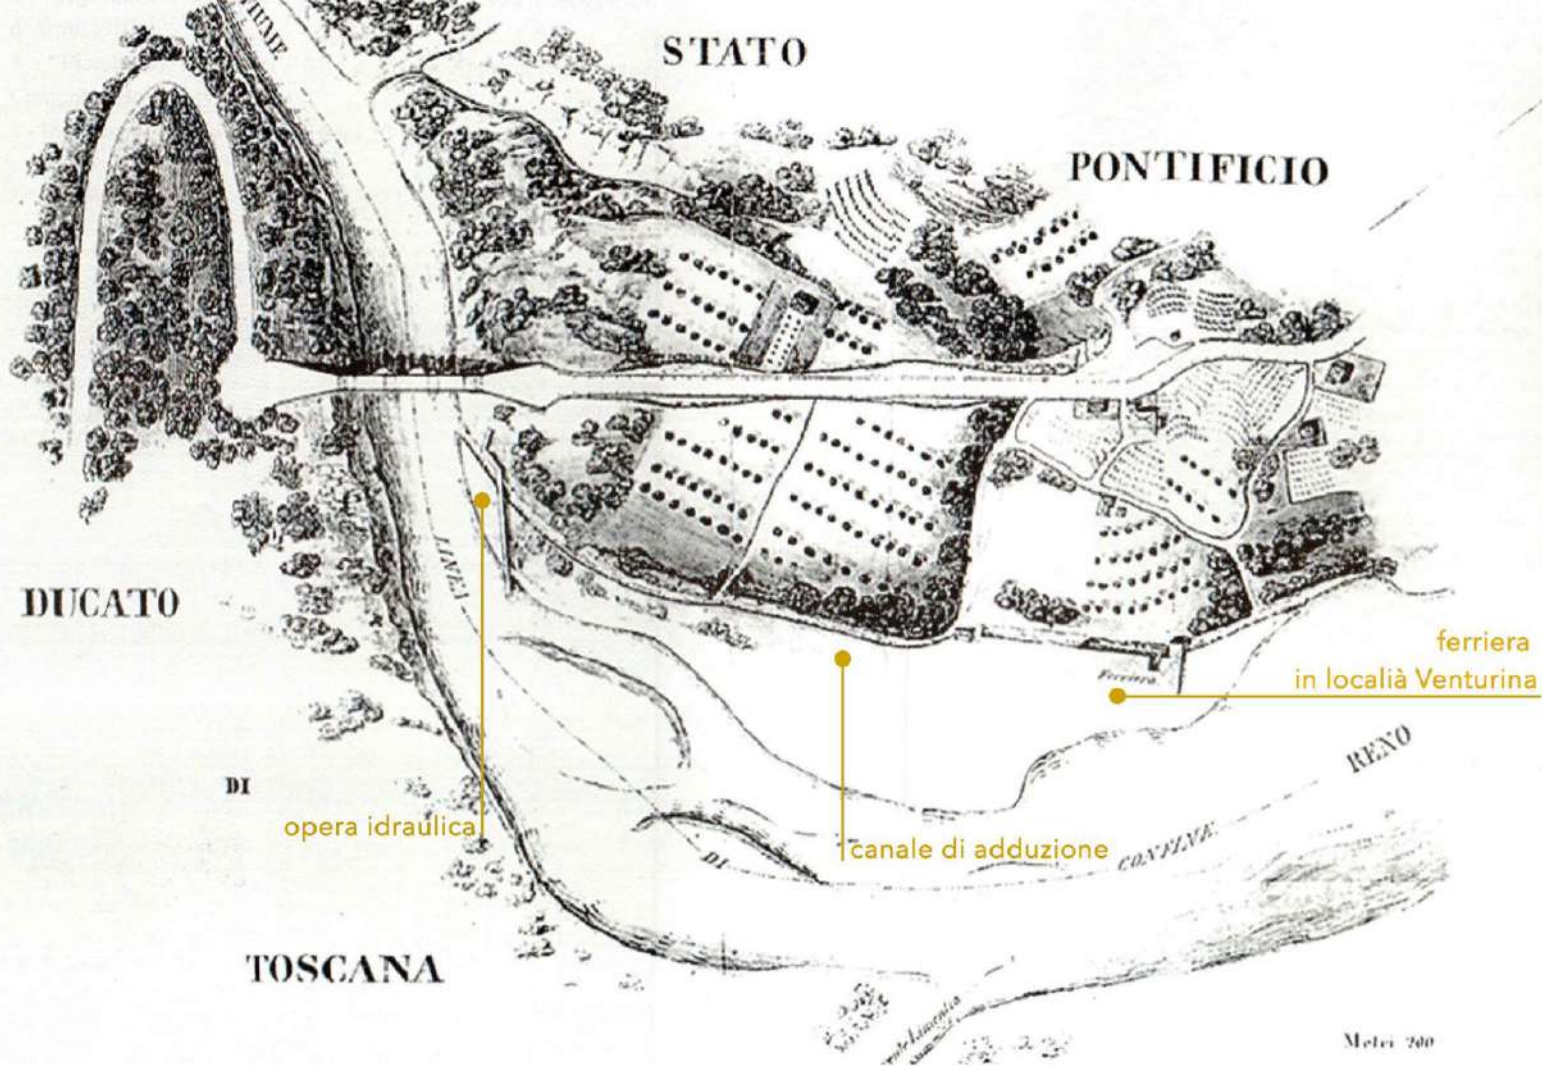 FIUME
STATO
PONTIFICIO
LINEA
DUCATO
ferriera
in localià Venturina
Ferriera
RENO
DI
opera idraulica
canale di adduzione
DI
CONFINE
TOSCANA
Metri 200